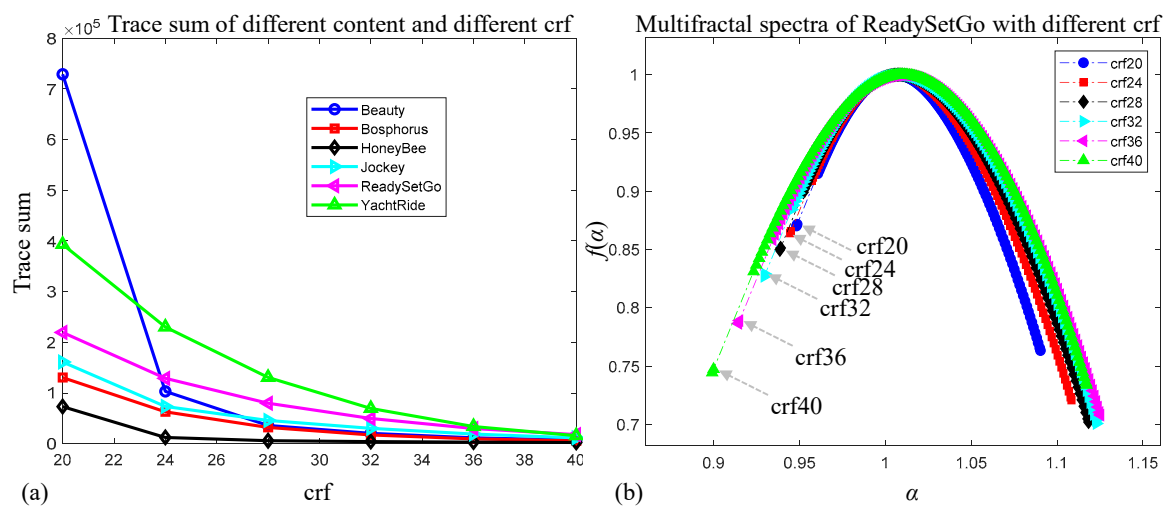 ×10⁵ Trace sum of different content and different crf
8
7
6
5
4
3
2
1
0
Trace sum
20 22 24 26 28 30 32 34 36 38 40
(a) crf
Beauty
Bosphorus
HoneyBee
Jockey
ReadySetGo
YachtRide
Multifractal spectra of ReadySetGo with different crf
1
0.95
0.9
0.85
0.8
0.75
0.7
f(α)
0.9 0.95 1 1.05 1.1 1.15
(b) α
crf20
crf24
crf28
crf32
crf36
crf40
crf20
crf24
crf28
crf32
crf36
crf40